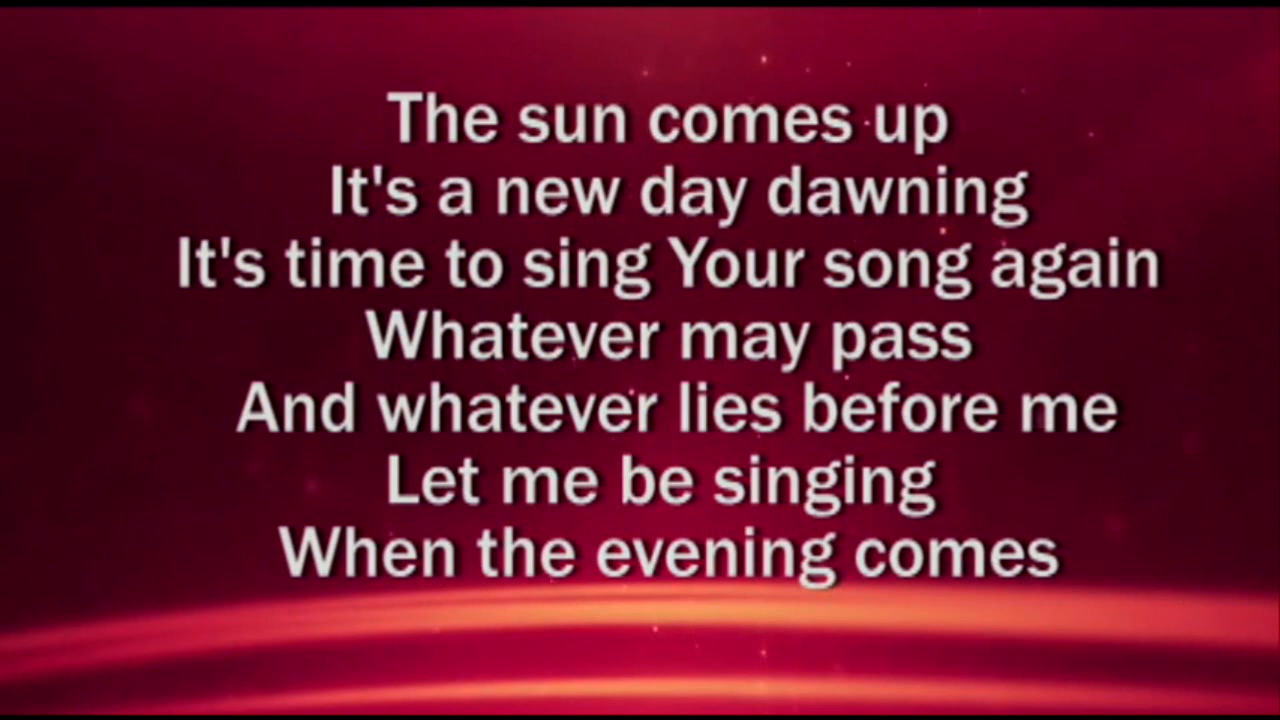 The sun comes up
It's a new day dawning
It's time to sing Your song again
Whatever may pass
And whatever lies before me
Let me be singing
When the evening comes